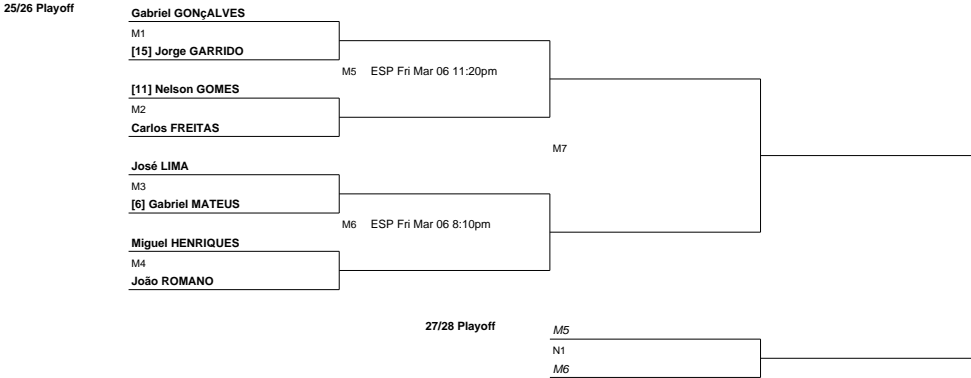 25/26 Playoff
Gabriel GONçALVES
M1
[15] Jorge GARRIDO
M5 ESP Fri Mar 06 11:20pm
[11] Nelson GOMES
M2
Carlos FREITAS
M7
José LIMA
M3
[6] Gabriel MATEUS
M6 ESP Fri Mar 06 8:10pm
Miguel HENRIQUES
M4
João ROMANO
27/28 Playoff
M5
N1
M6